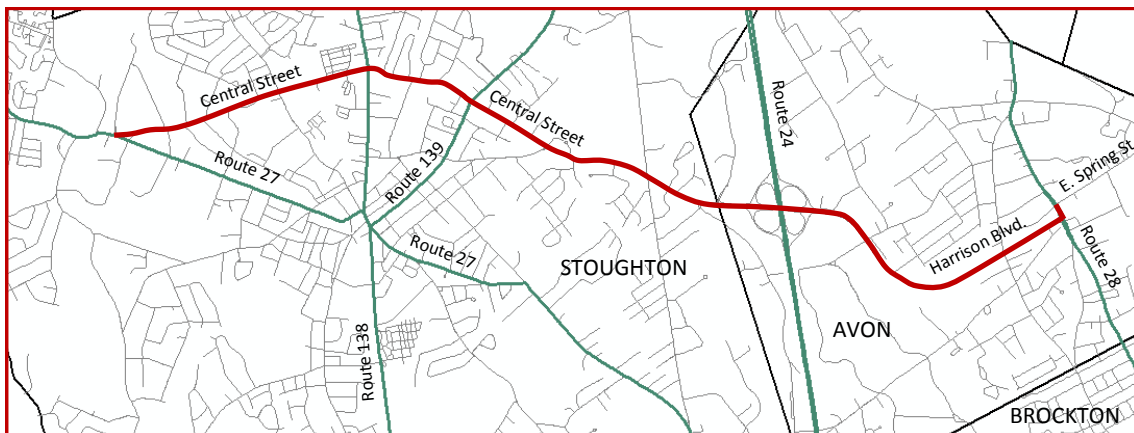 Central Street
Route 27
Route 139
Central Street
Route 24
E. Spring St
Harrison Blvd.
Route 28
Route 27
STOUGHTON
Route 138
AVON
BROCKTON